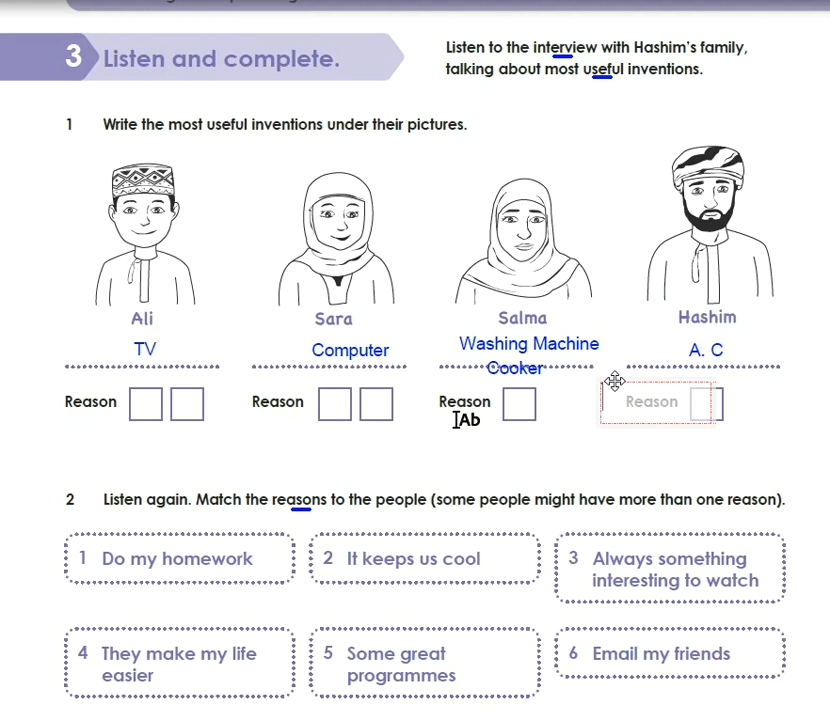 3 Listen and complete.
Listen to the interview with Hashim's family,
talking about most useful inventions.
1 Write the most useful inventions under their pictures.
Ali Sara Salma Hashim
TV Computer Washing Machine A. C
Cooker
Reason Reason Reason Reason
Ab
2 Listen again. Match the reasons to the people (some people might have more than one reason).
1 Do my homework
2 It keeps us cool
3 Always something
interesting to watch
4 They make my life
easier
5 Some great
programmes
6 Email my friends